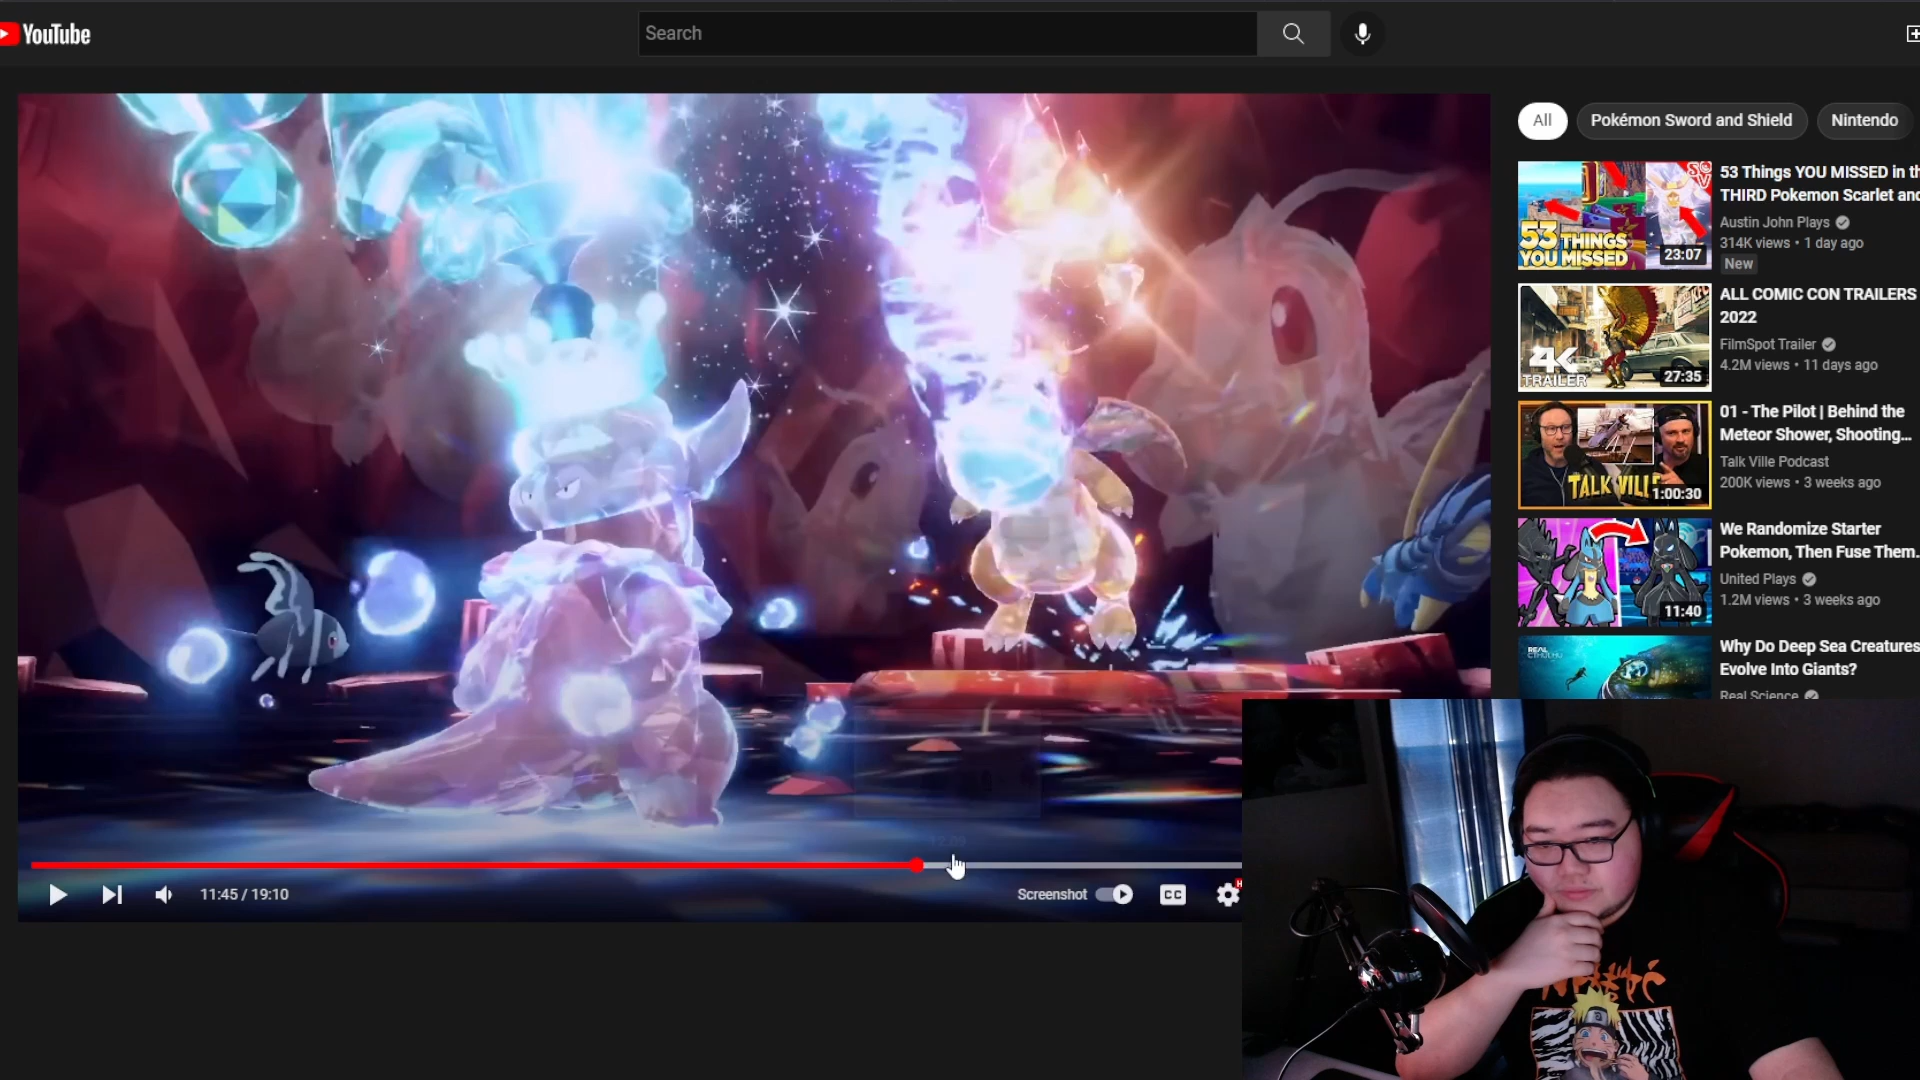 YouTube
Search
All
Pokémon Sword and Shield
Nintendo
53 THINGS
YOU MISSED
23:07
53 Things YOU MISSED in th
THIRD Pokemon Scarlet and
Austin John Plays
314K views • 1 day ago
New
4K
TRAILER
27:35
ALL COMIC CON TRAILERS
2022
FilmSpot Trailer
4.2M views • 11 days ago
TALK VILL
1:00:30
01 - The Pilot | Behind the
Meteor Shower, Shooting...
Talk Ville Podcast
200K views • 3 weeks ago
11:40
We Randomize Starter
Pokemon, Then Fuse Them...
United Plays
1.2M views • 3 weeks ago
REAL
Why Do Deep Sea Creatures
Evolve Into Giants?
Real Science
11:45 / 19:10
Screenshot
CC